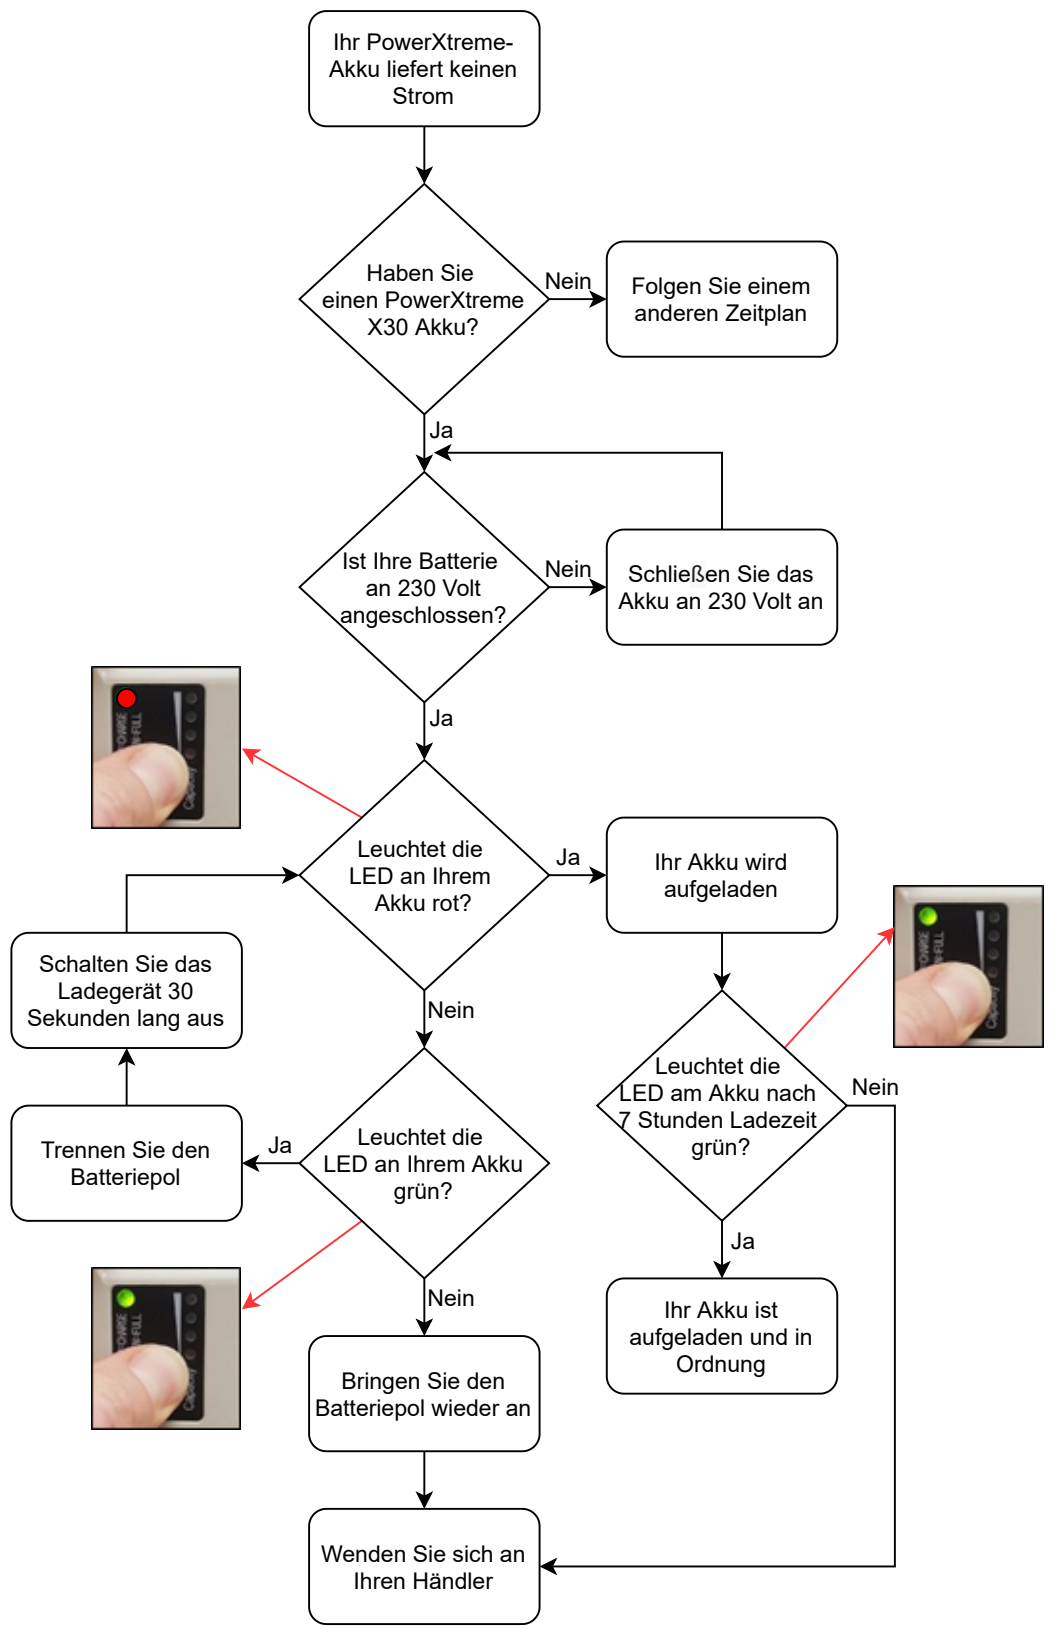 Ihr PowerXtreme-
Akku liefert keinen
Strom
Haben Sie
einen PowerXtreme
X30 Akku?
Nein
Folgen Sie einem
anderen Zeitplan
Ja
Ist Ihre Batterie
an 230 Volt
angeschlossen?
Nein
Schließen Sie das
Akku an 230 Volt an
Ja
Leuchtet die
LED an Ihrem
Akku rot?
Ja
Ihr Akku wird
aufgeladen
Schalten Sie das
Ladegerät 30
Sekunden lang aus
Nein
Leuchtet die
LED am Akku nach
7 Stunden Ladezeit
grün?
Nein
Trennen Sie den
Batteriepol
Ja
Leuchtet die
LED an Ihrem Akku
grün?
Ja
Ihr Akku ist
aufgeladen und in
Ordnung
Nein
Bringen Sie den
Batteriepol wieder an
Wenden Sie sich an
Ihren Händler
Capacity
Capacity
Capacity